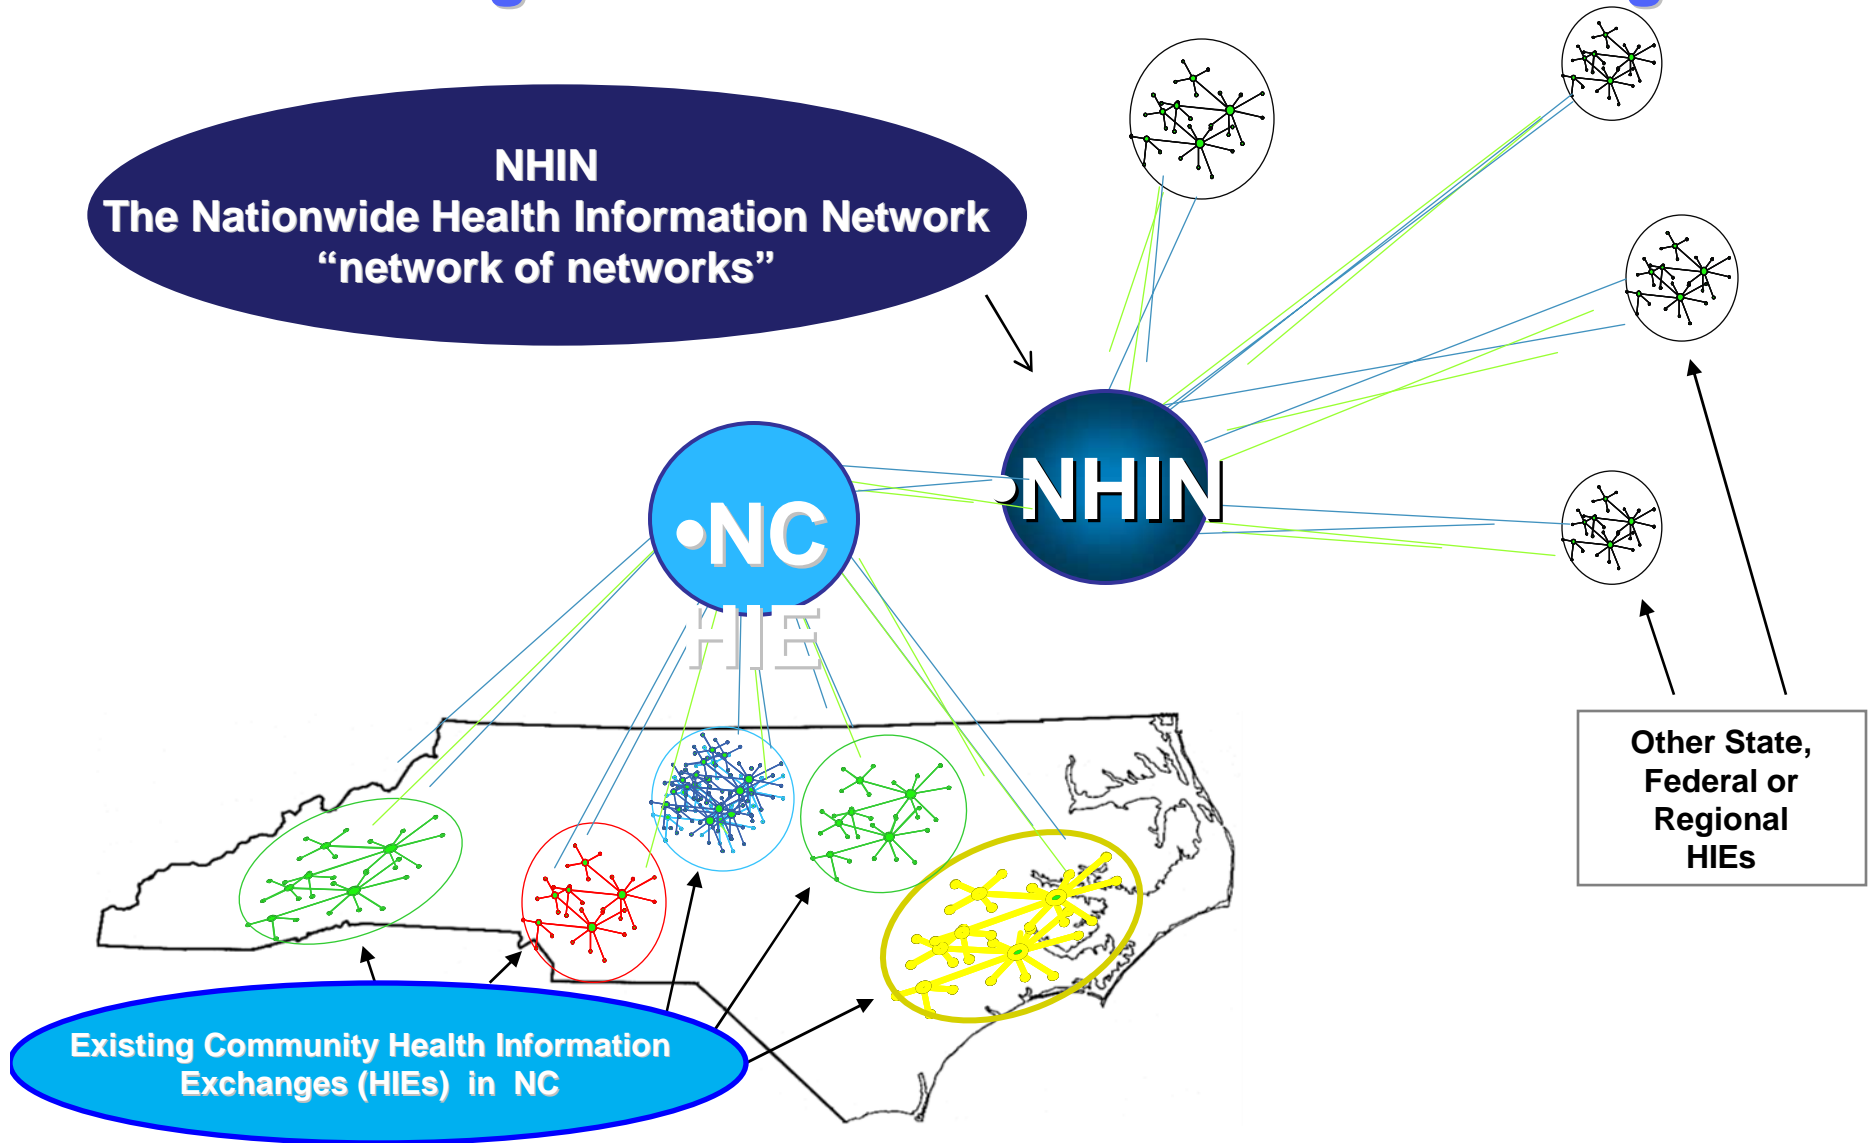 NHIN
The Nationwide Health Information Network
“network of networks”
•NHIN
•NC
HIE
Other State,
Federal or
Regional
HIEs
Existing Community Health Information
Exchanges (HIEs) in NC